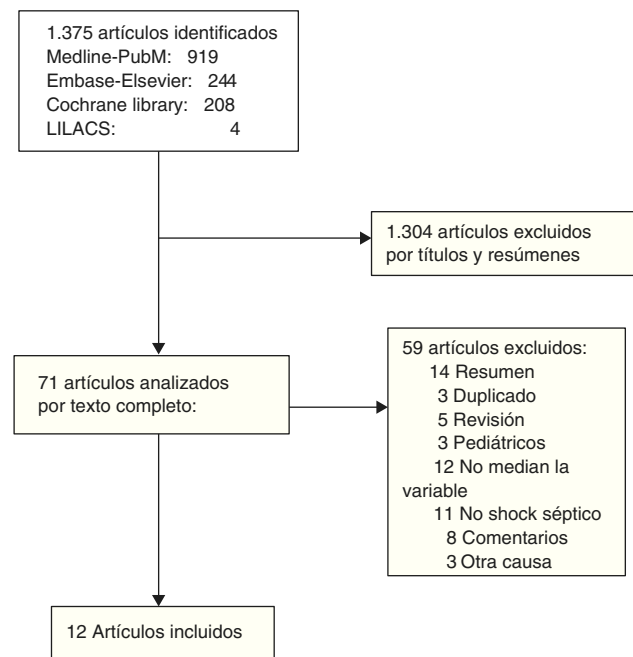 1.375 artículos identificados
Medline-PubM: 919
Embase-Elsevier: 244
Cochrane library: 208
LILACS: 4
1.304 artículos excluidos
por títulos y resúmenes
71 artículos analizados
por texto completo:
59 artículos excluidos:
14 Resumen
3 Duplicado
5 Revisión
3 Pediátricos
12 No median la
variable
11 No shock séptico
8 Comentarios
3 Otra causa
12 Artículos incluidos